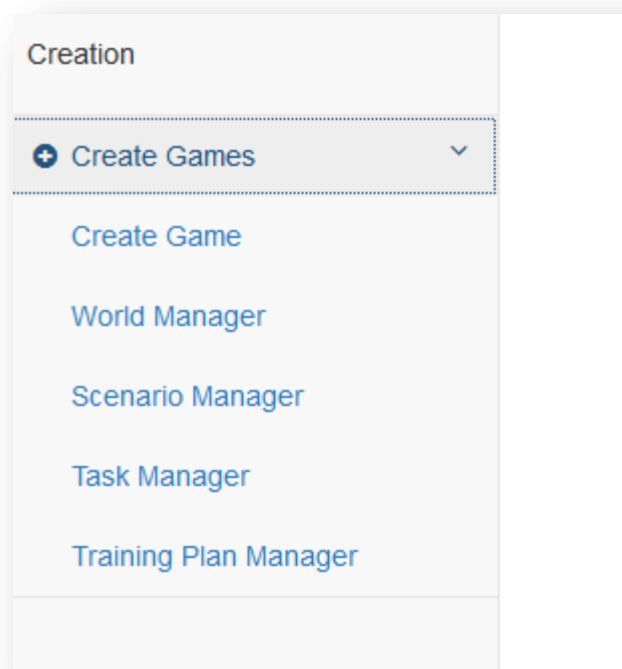 Creation
Create Games
Create Game
World Manager
Scenario Manager
Task Manager
Training Plan Manager